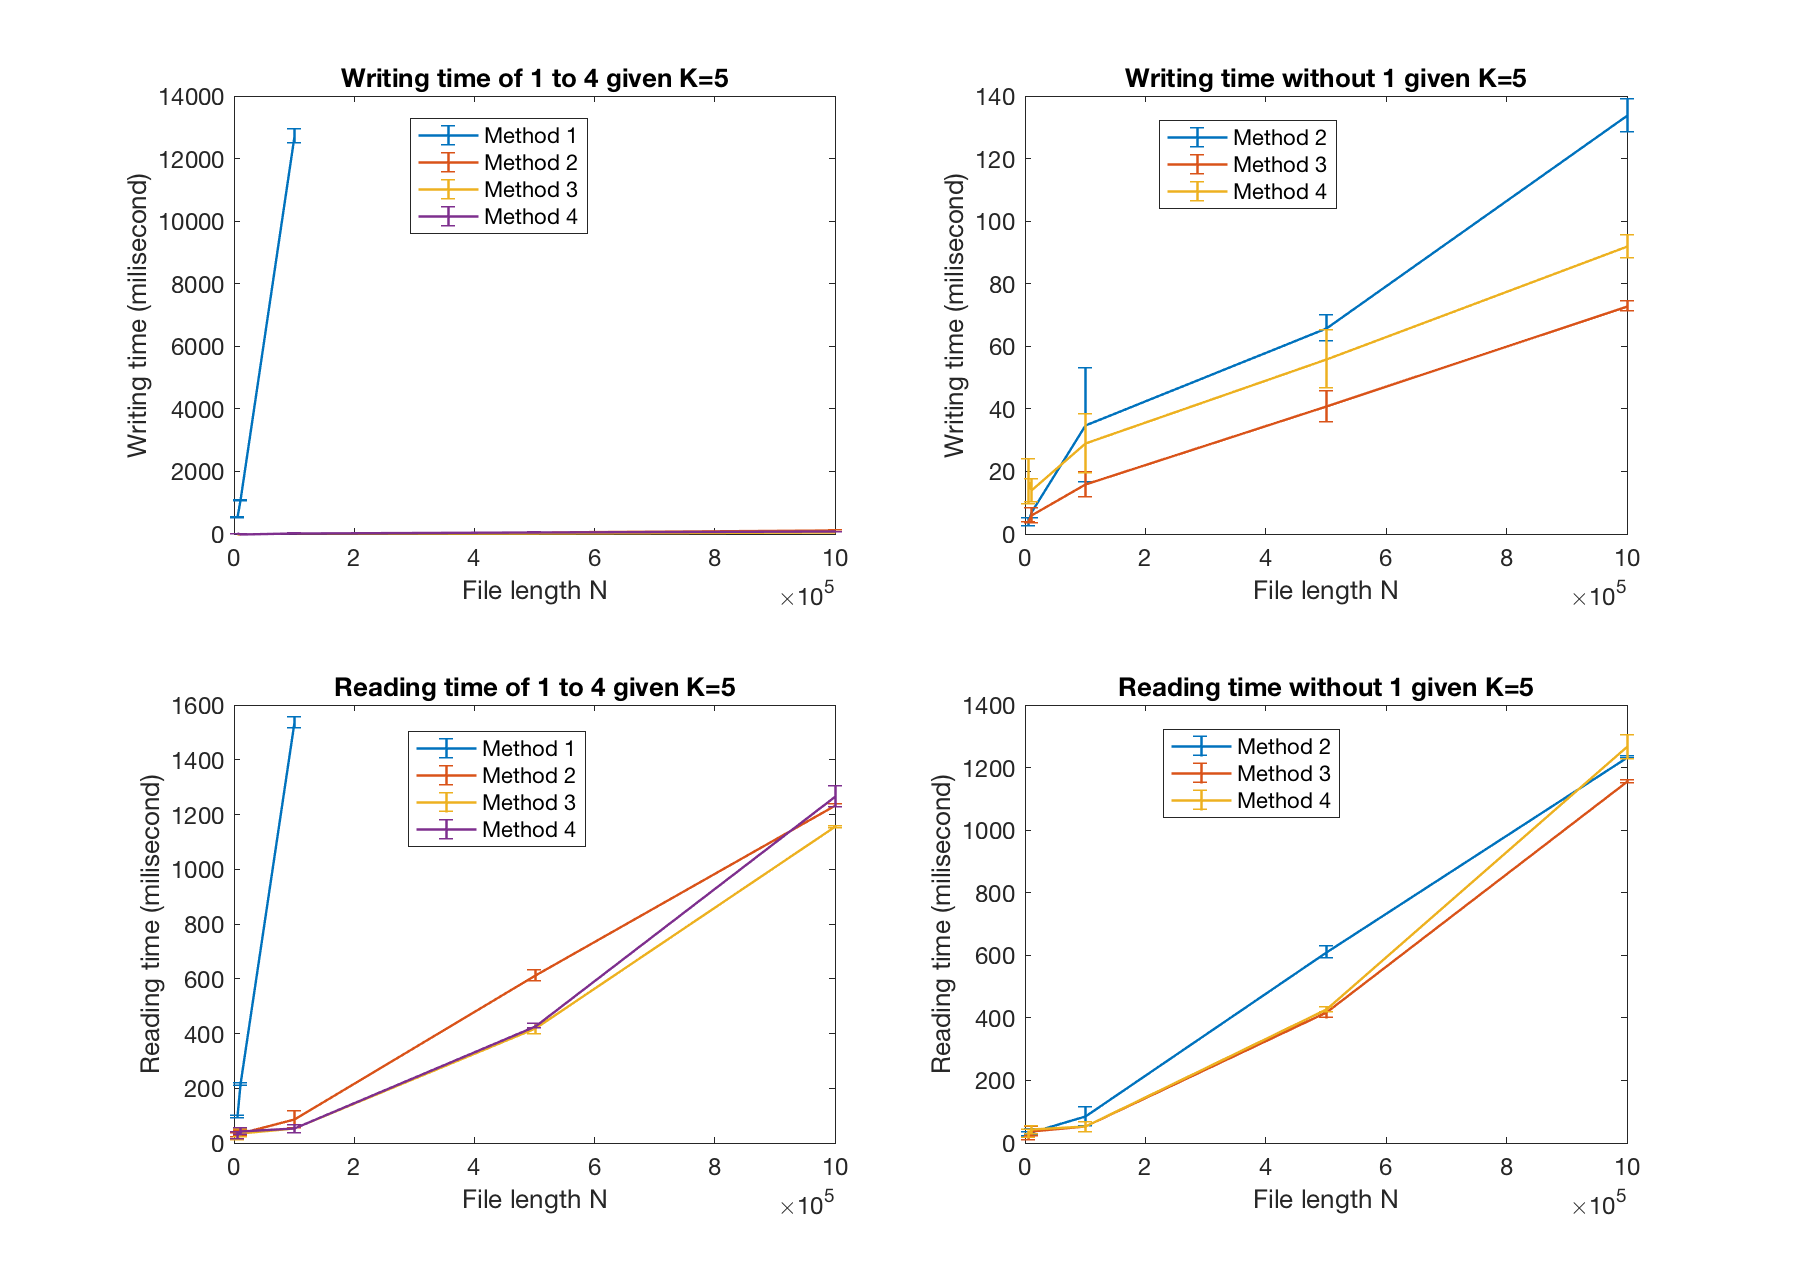 Writing time of 1 to 4 given K=5
Writing time (milisecond)
14000
12000
10000
8000
6000
4000
2000
0
Method 1
Method 2
Method 3
Method 4
0 2 4 6 8 10
File length N
×10^5
Writing time without 1 given K=5
Writing time (milisecond)
140
120
100
80
60
40
20
0
Method 2
Method 3
Method 4
0 2 4 6 8 10
File length N
×10^5
Reading time of 1 to 4 given K=5
Reading time (milisecond)
1600
1400
1200
1000
800
600
400
200
0
Method 1
Method 2
Method 3
Method 4
0 2 4 6 8 10
File length N
×10^5
Reading time without 1 given K=5
Reading time (milisecond)
1400
1200
1000
800
600
400
200
0
Method 2
Method 3
Method 4
0 2 4 6 8 10
File length N
×10^5